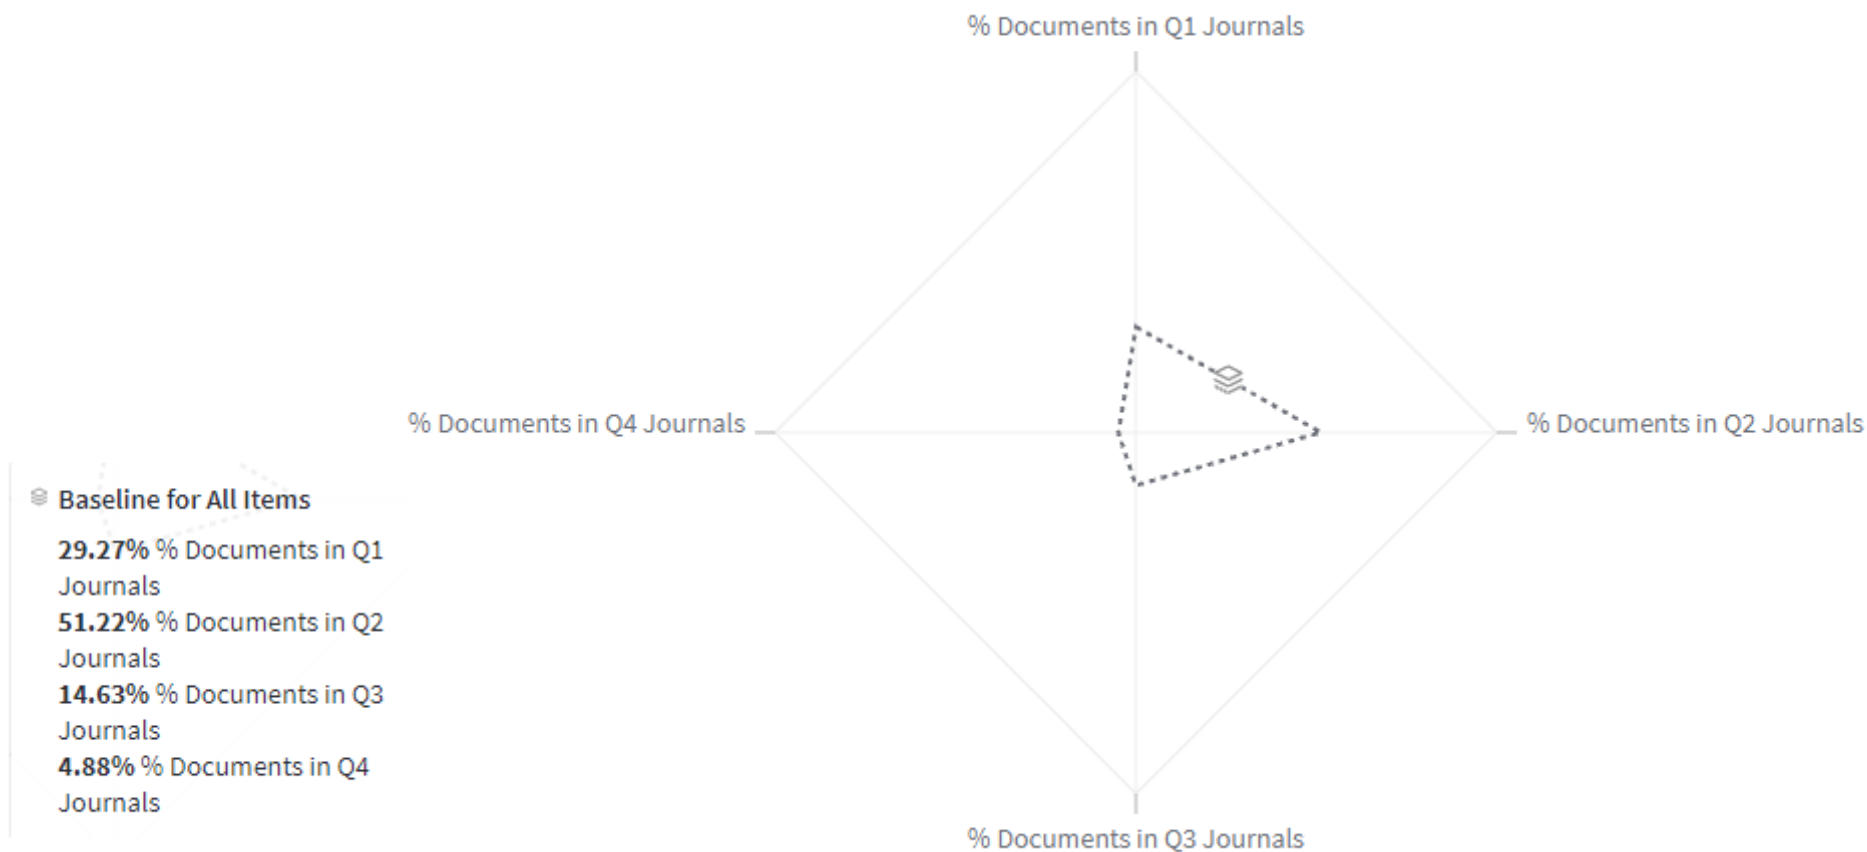 % Documents in Q1 Journals
% Documents in Q4 Journals
% Documents in Q2 Journals
Baseline for All Items
29.27% % Documents in Q1
Journals
51.22% % Documents in Q2
Journals
14.63% % Documents in Q3
Journals
4.88% % Documents in Q4
Journals
% Documents in Q3 Journals